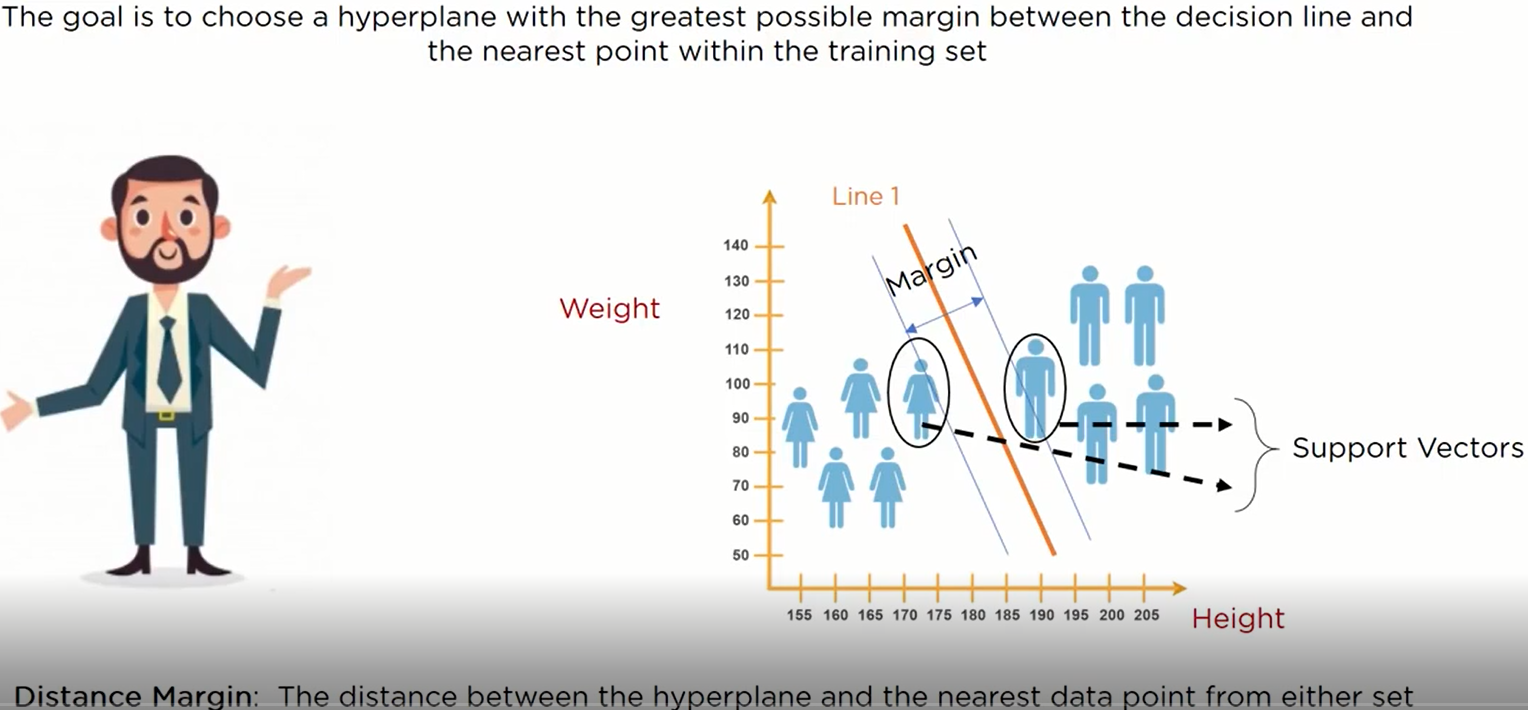 The goal is to choose a hyperplane with the greatest possible margin between the decision line and
the nearest point within the training set
Line 1
Margin
Weight
140
130
120
110
100
90
80
70
60
50
Support Vectors
155 160 165 170 175 180 185 190 195 200 205
Height
Distance Margin: The distance between the hyperplane and the nearest data point from either set